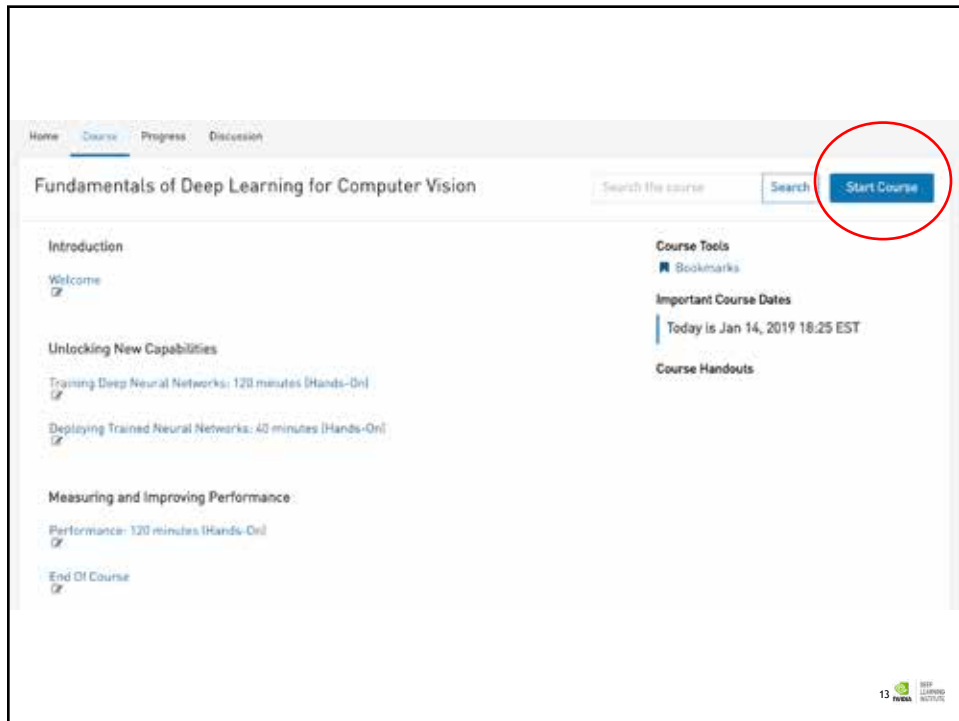 Home Course Progress Discussion
Fundamentals of Deep Learning for Computer Vision
Search the course
Search
Start Course
Introduction
Welcome
Unlocking New Capabilities
Training Deep Neural Networks: 120 minutes (Hands-On)
Deploying Trained Neural Networks: 40 minutes (Hands-On)
Measuring and Improving Performance
Performance: 120 minutes (Hands-On)
End Of Course
Course Tools
Bookmarks
Important Course Dates
Today is Jan 14, 2019 18:25 EST
Course Handouts
13
NVIDIA
DEEP
LEARNING
INSTITUTE